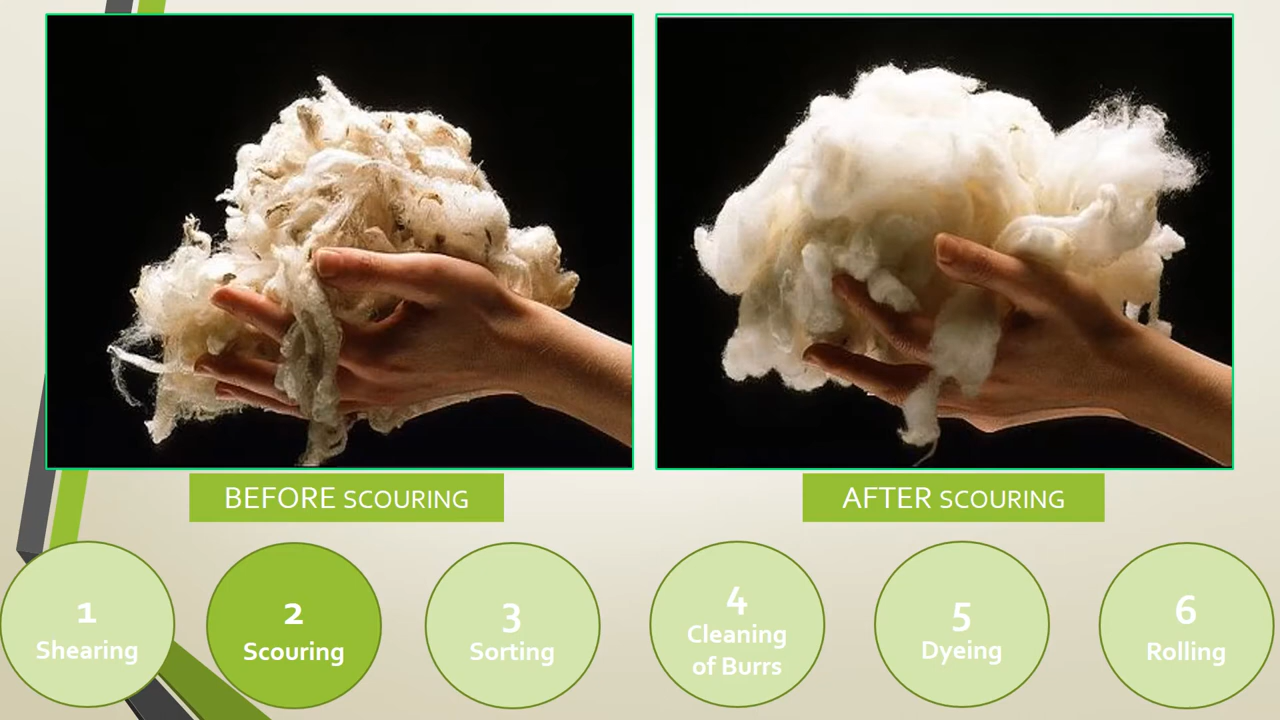 BEFORE SCOURING
AFTER SCOURING
1
Shearing
2
Scouring
3
Sorting
4
Cleaning
of Burrs
5
Dyeing
6
Rolling